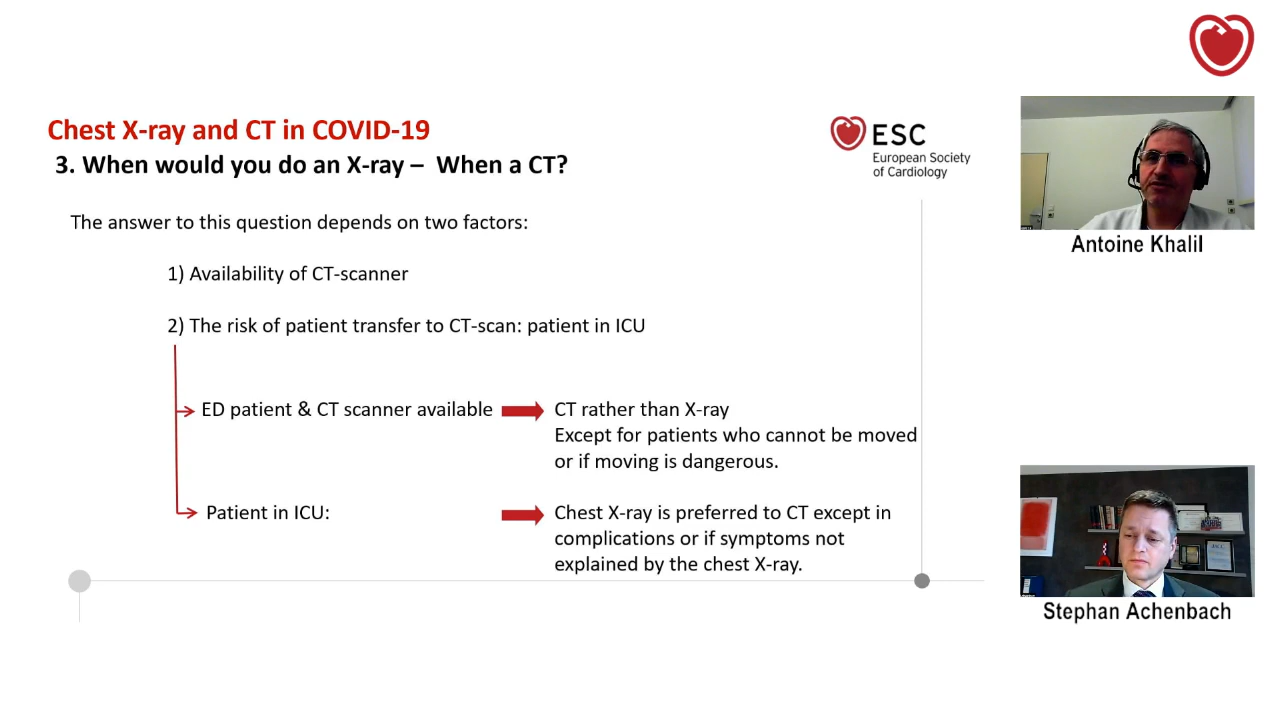 Chest X-ray and CT in COVID-19
3. When would you do an X-ray – When a CT?
ESC
European Society
of Cardiology
The answer to this question depends on two factors:
1) Availability of CT-scanner
2) The risk of patient transfer to CT-scan: patient in ICU
ED patient & CT scanner available
CT rather than X-ray
Except for patients who cannot be moved
or if moving is dangerous.
Patient in ICU:
Chest X-ray is preferred to CT except in
complications or if symptoms not
explained by the chest X-ray.
Antoine Khalil
Stephan Achenbach